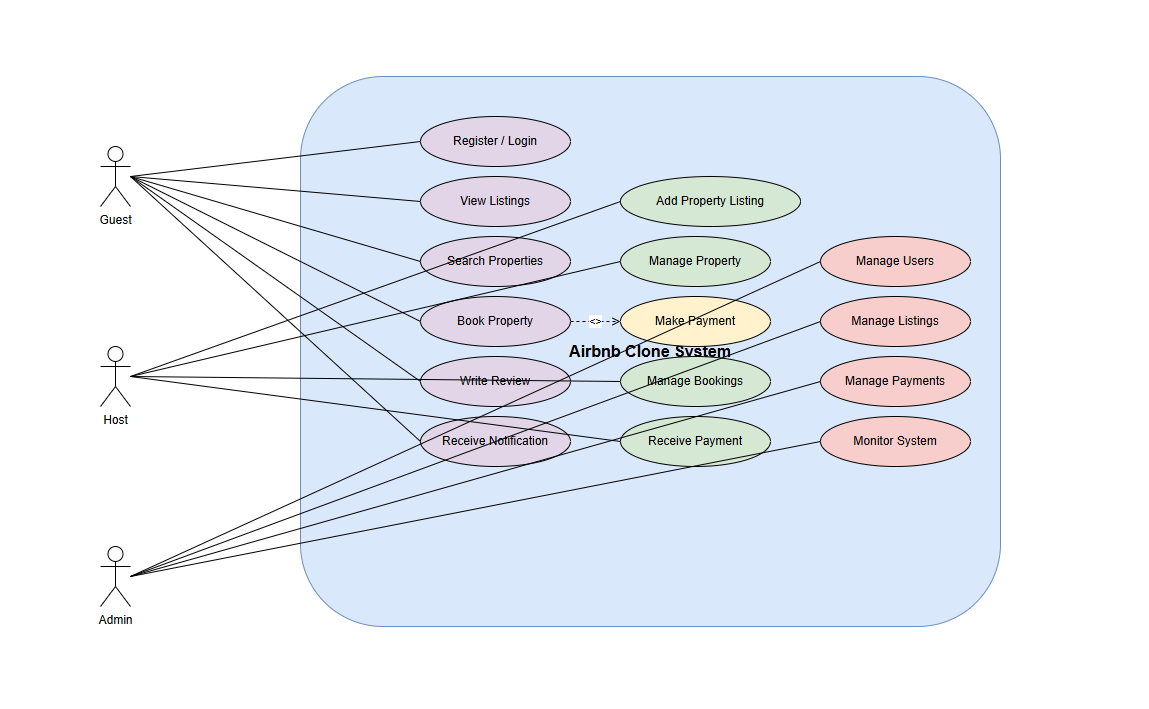 Register / Login
Guest
View Listings
Add Property Listing
Search Properties
Manage Property
Manage Users
Book Property
<>
Make Payment
Manage Listings
Airbnb Clone System
Host
Write Review
Manage Bookings
Manage Payments
Receive Notification
Receive Payment
Monitor System
Admin